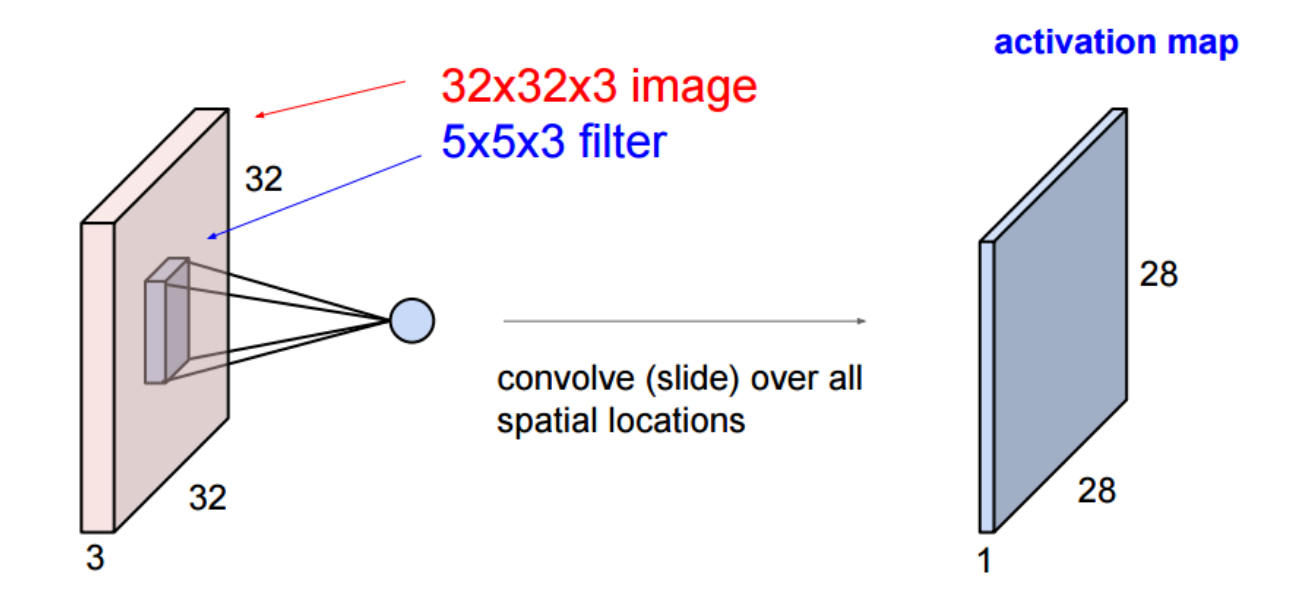 activation map
32x32x3 image
5x5x3 filter
32
28
convolve (slide) over all
spatial locations
32
28
3
1